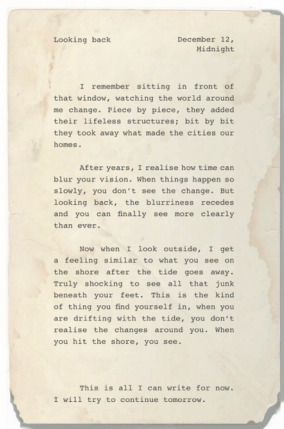 Looking back December 12,
Midnight
I remember sitting in front of
that window, watching the world around
me change. Piece by piece, they added
their lifeless structures; bit by bit
they took away what made the cities our
homes.
After years, I realise how time can
blur your vision. When things happen so
slowly, you don't see the change. But
looking back, the blurriness recedes
and you can finally see more clearly
than ever.
Now when I look outside, I get
a feeling similar to what you see on
the shore after the tide goes away.
Truly shocking to see all that junk
beneath your feet. This is the kind
of thing you find yourself in, when you
are drifting with the tide, you don't
realise the changes around you. When
you hit the shore, you see.
This is all I can write for now.
I will try to continue tomorrow.